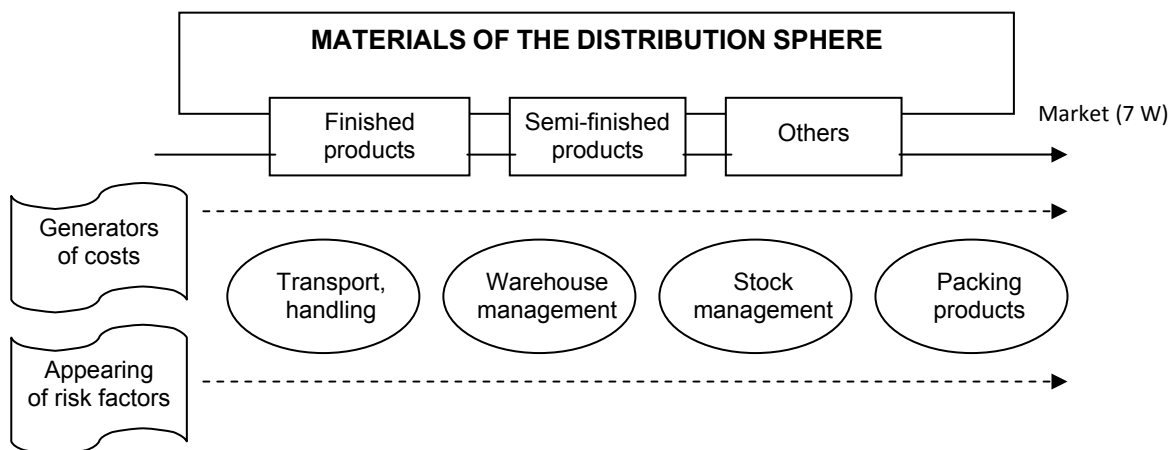 MATERIALS OF THE DISTRIBUTION SPHERE
Finished
products
Semi-finished
products
Others
Market (7 W)
Generators
of costs
Transport,
handling
Warehouse
management
Stock
management
Packing
products
Appearing
of risk factors